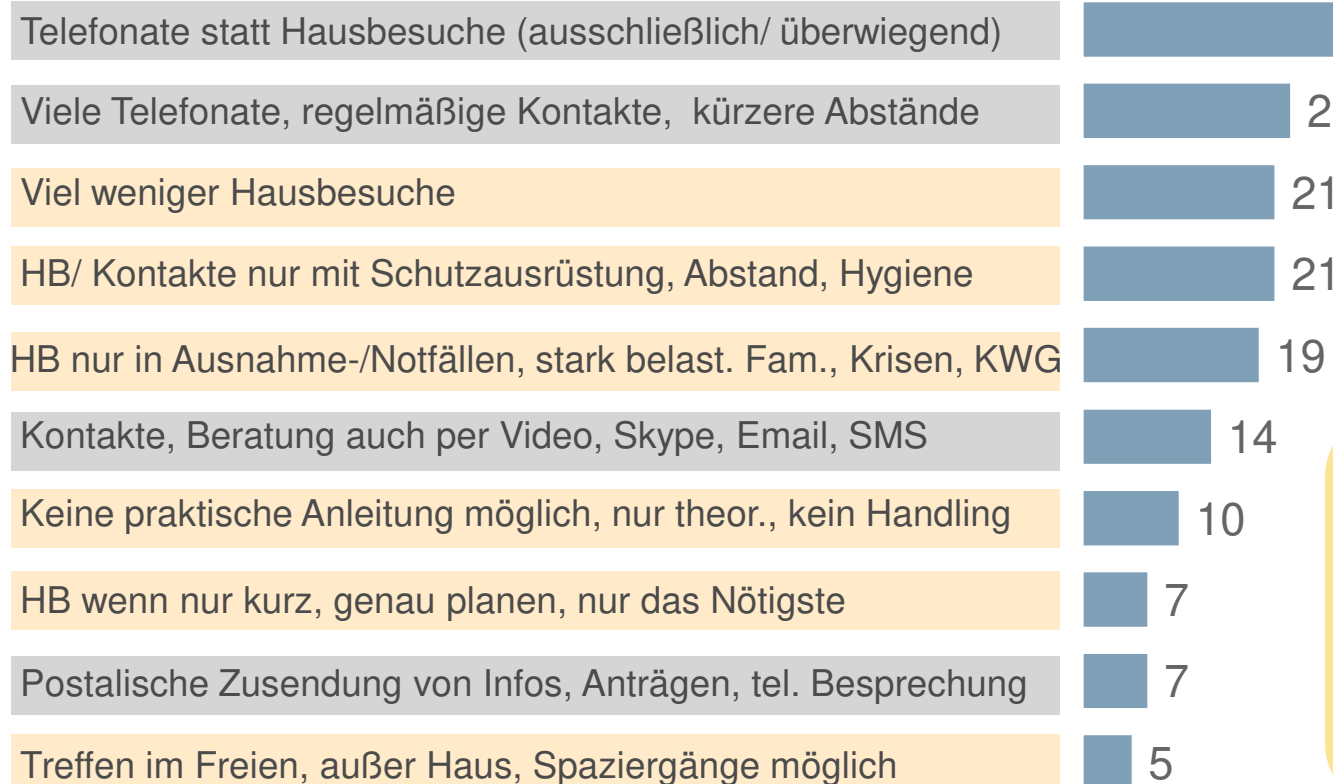 Telefonate statt Hausbesuche (ausschließlich/ überwiegend)
Viele Telefonate, regelmäßige Kontakte, kürzere Abstände 2
Viel weniger Hausbesuche 21
HB/ Kontakte nur mit Schutzausrüstung, Abstand, Hygiene 21
HB nur in Ausnahme-/Notfällen, stark belast. Fam., Krisen, KWG 19
Kontakte, Beratung auch per Video, Skype, Email, SMS 14
Keine praktische Anleitung möglich, nur theor., kein Handling 10
HB wenn nur kurz, genau planen, nur das Nötigste 7
Postalische Zusendung von Infos, Anträgen, tel. Besprechung 7
Treffen im Freien, außer Haus, Spaziergänge möglich 5